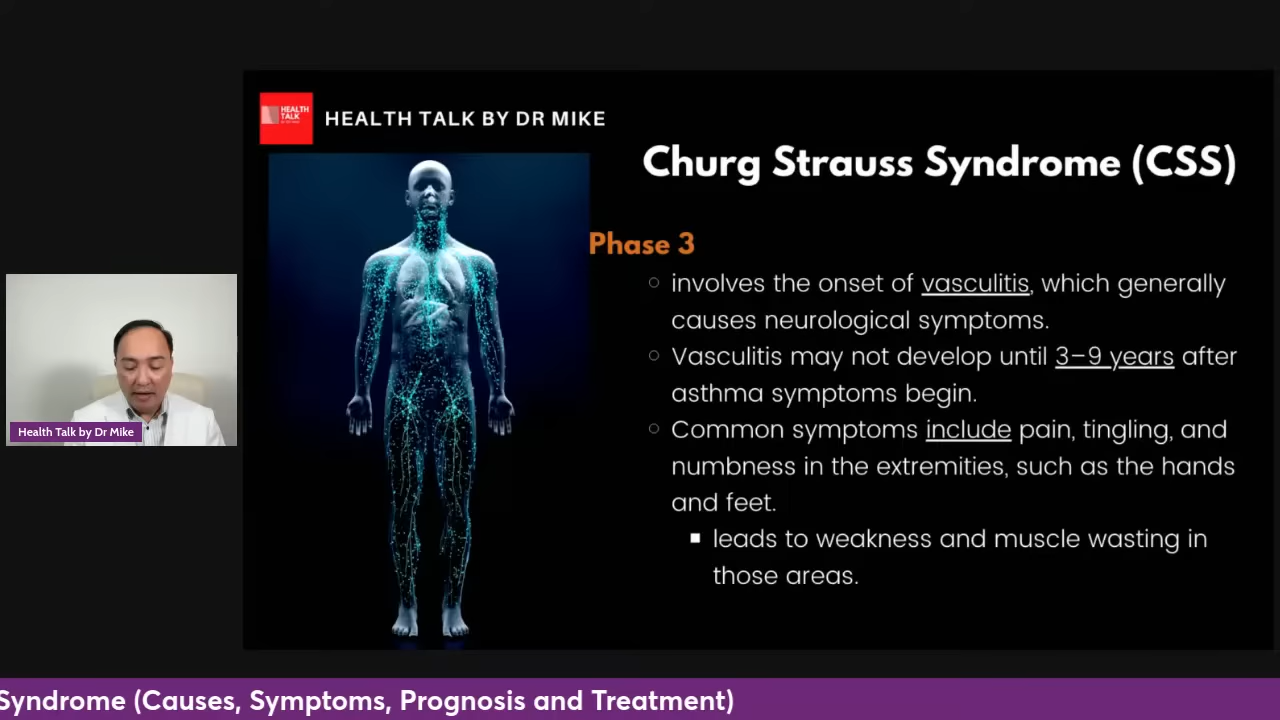 HEALTH
TALK
HEALTH TALK BY DR MIKE
Churg Strauss Syndrome (CSS)
Phase 3
involves the onset of vasculitis, which generally
causes neurological symptoms.
Vasculitis may not develop until 3–9 years after
asthma symptoms begin.
Common symptoms include pain, tingling, and
numbness in the extremities, such as the hands
and feet.
leads to weakness and muscle wasting in
those areas.
Health Talk by Dr Mike
Syndrome (Causes, Symptoms, Prognosis and Treatment)